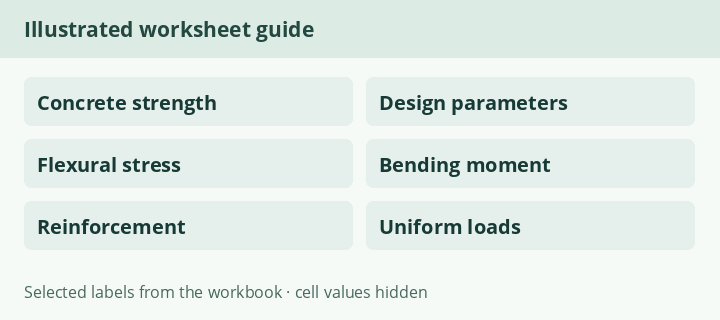 Illustrated worksheet guide
Concrete strength
Design parameters
Flexural stress
Bending moment
Reinforcement
Uniform loads
Selected labels from the workbook · cell values hidden